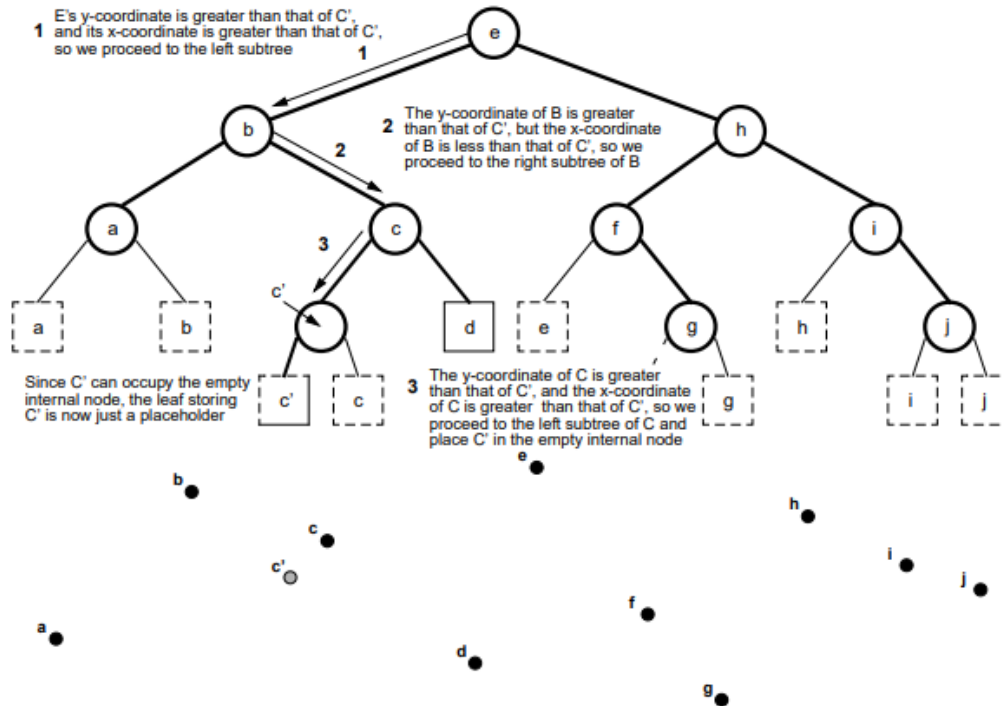 E's y-coordinate is greater than that of C',
1 and its x-coordinate is greater than that of C',
so we proceed to the left subtree
e
1
The y-coordinate of B is greater
2 than that of C', but the x-coordinate
of B is less than that of C', so we
proceed to the right subtree of B
b
2
h
a
3
c
f
i
c'
a
b
d
e
g
h
j
Since C' can occupy the empty
internal node, the leaf storing
C' is now just a placeholder
c'
c
The y-coordinate of C is greater
3 than that of C', and the x-coordinate
of C is greater than that of C', so we
proceed to the left subtree of C and
place C' in the empty internal node
g
i
j
e
b
h
c
c'
i
j
f
a
d
g